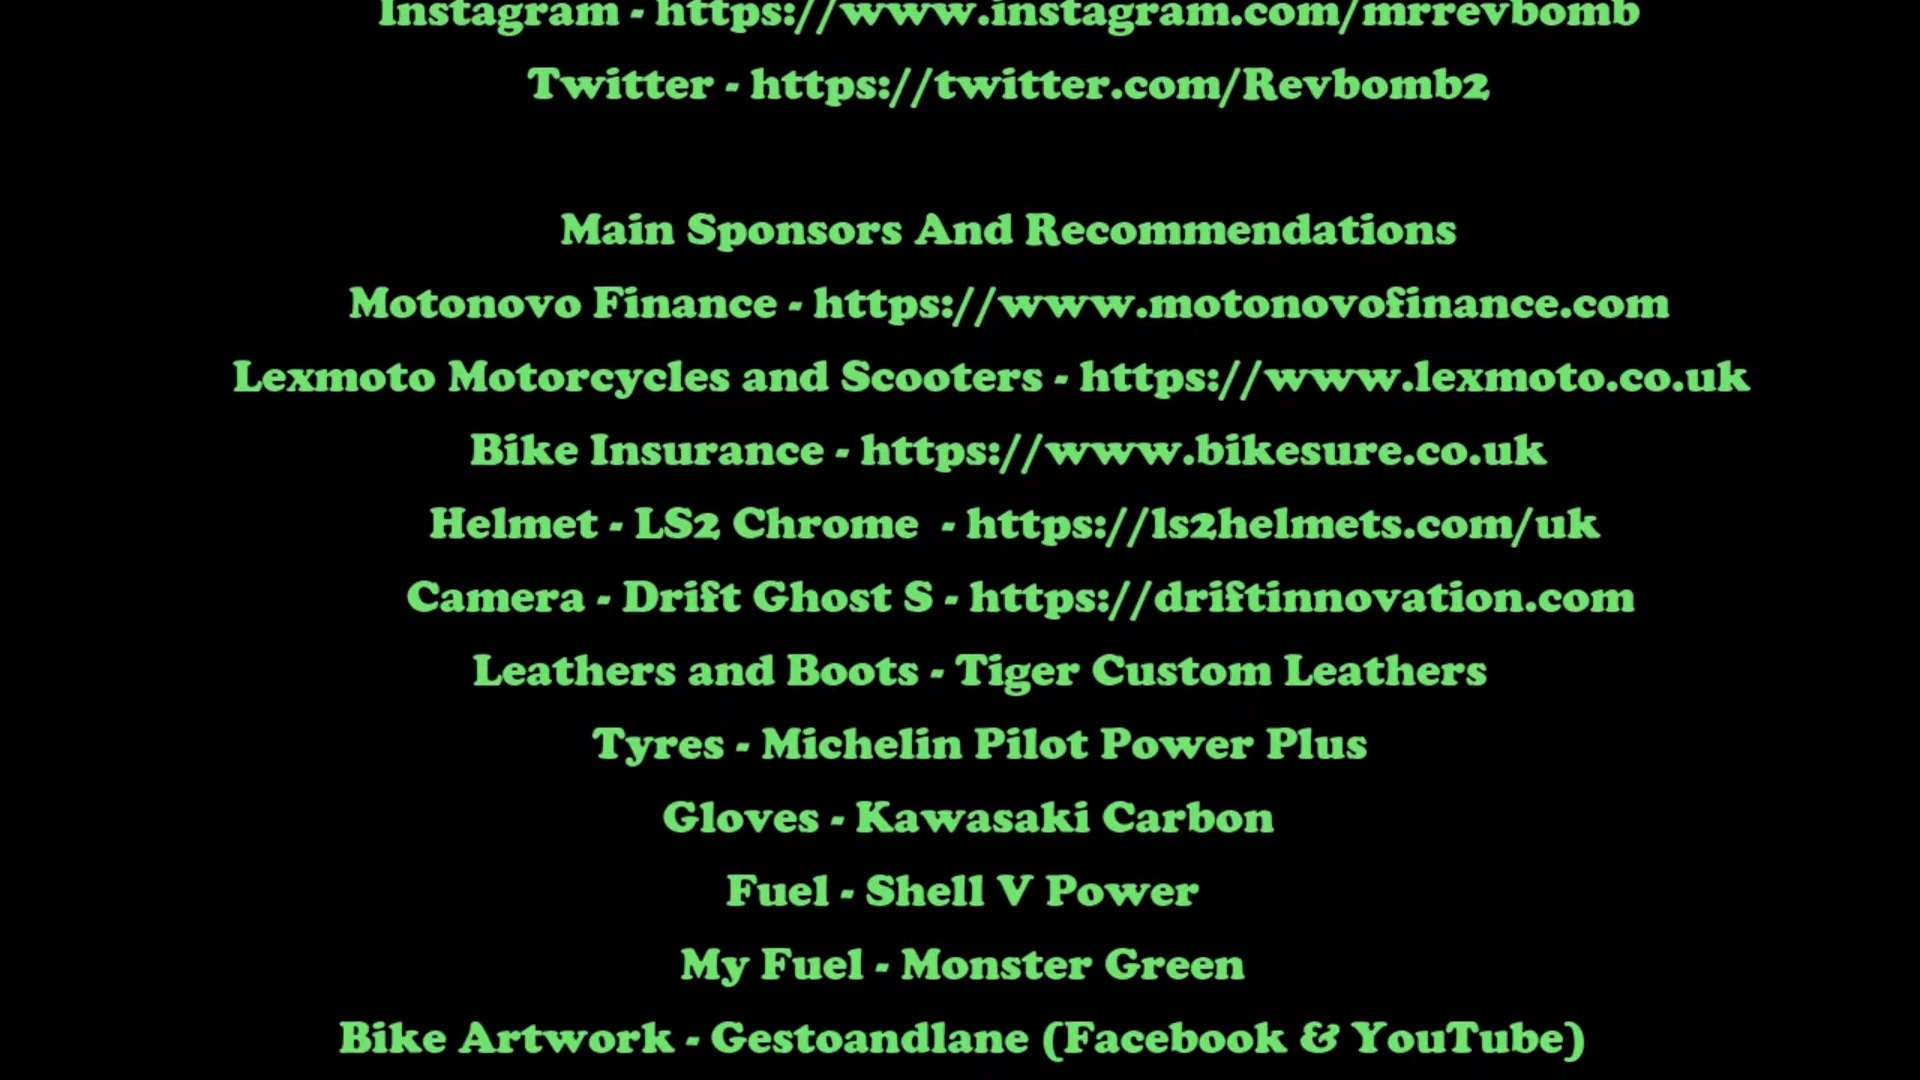 Instagram - https://www.instagram.com/mrrevbomb
Twitter - https://twitter.com/Revbomb2
Main Sponsors And Recommendations
Motonovo Finance - https://www.motonovofinance.com
Lexmoto Motorcycles and Scooters - https://www.lexmoto.co.uk
Bike Insurance - https://www.bikesure.co.uk
Helmet - LS2 Chrome  - https://ls2helmets.com/uk
Camera - Drift Ghost S - https://driftinnovation.com
Leathers and Boots - Tiger Custom Leathers
Tyres - Michelin Pilot Power Plus
Gloves - Kawasaki Carbon
Fuel - Shell V Power
My Fuel - Monster Green
Bike Artwork - Gestoandlane (Facebook & YouTube)